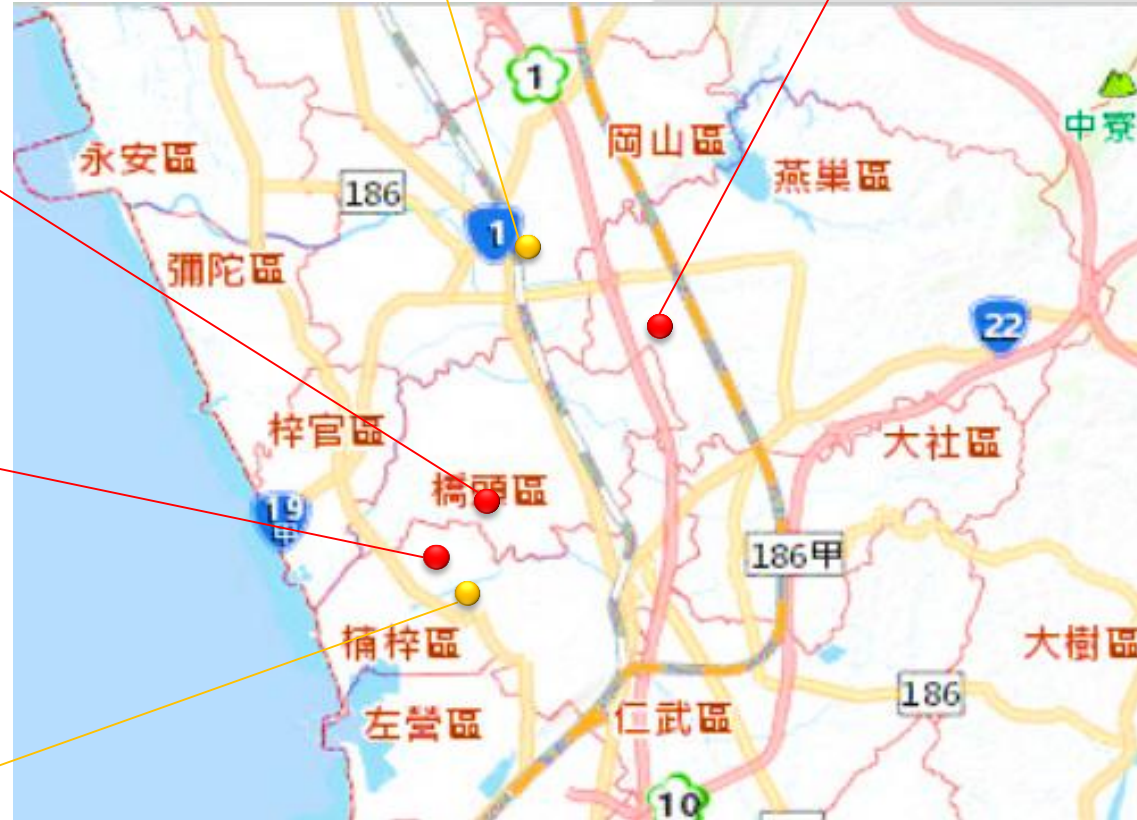 1
岡山區
中寮
永安區
燕巢區
186
1
彌陀區
22
梓官區
大社區
橋頭區
19
甲
186甲
楠梓區
大樹區
186
左營區
仁武區
10